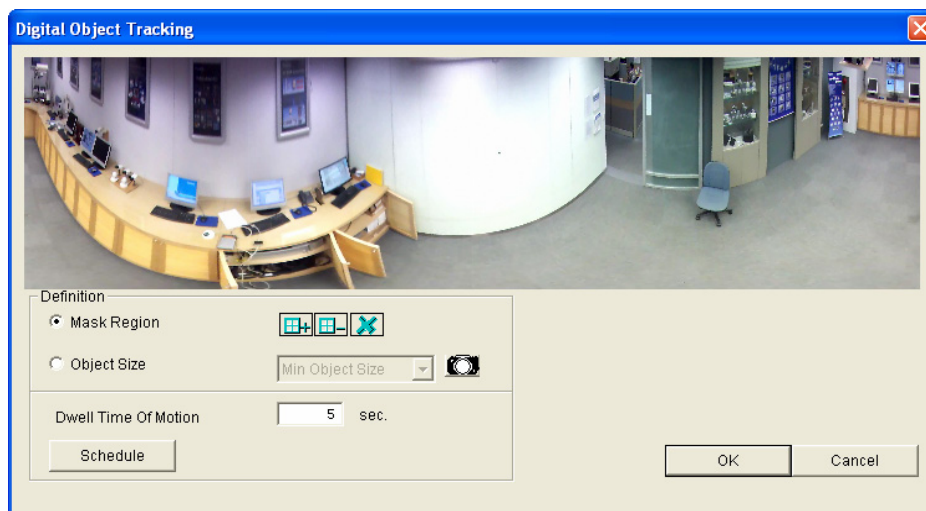 Digital Object Tracking
Definition
Mask Region
Object Size
Min Object Size
Dwell Time Of Motion
5
sec.
Schedule
OK
Cancel